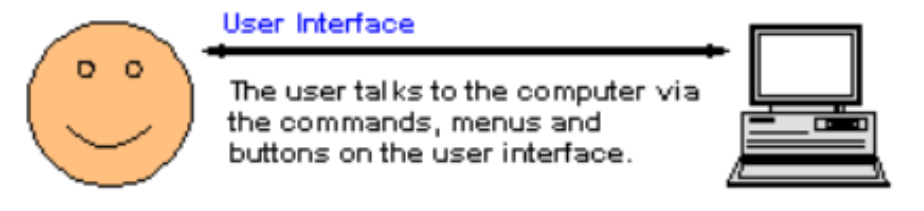 User Interface
The user talks to the computer via
the commands, menus and
buttons on the user interface.